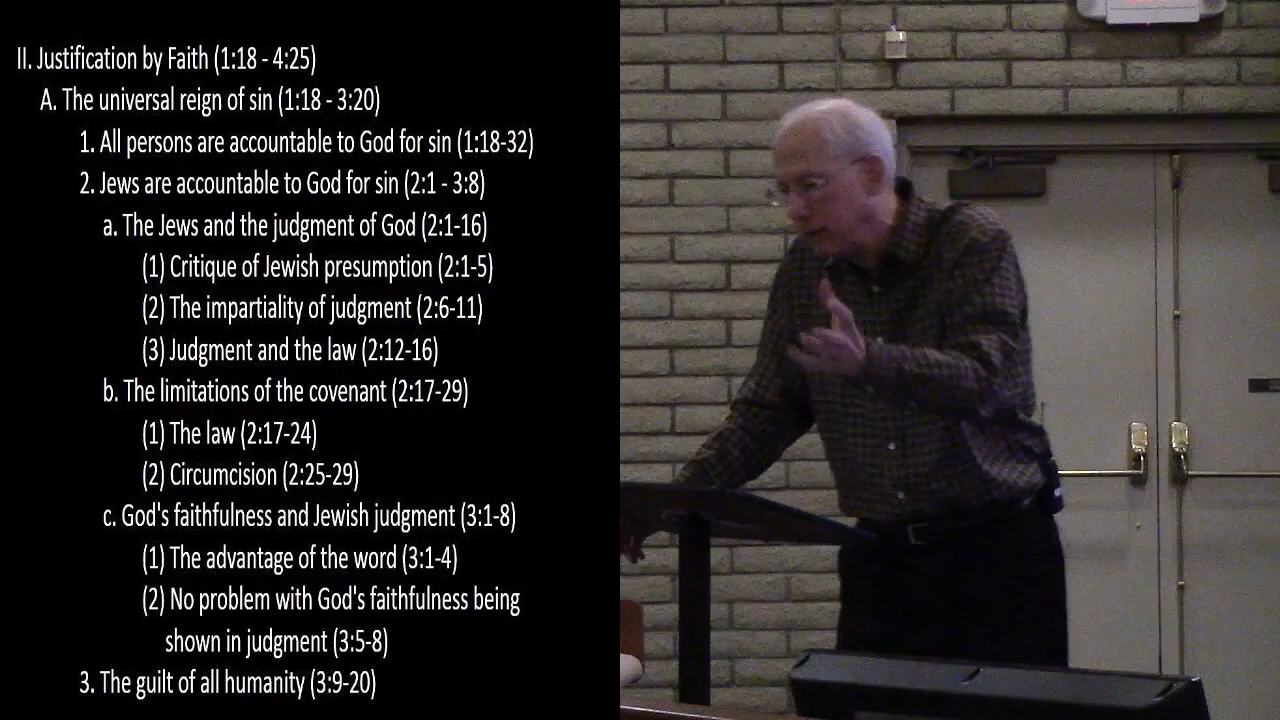 II. Justification by Faith (1:18 - 4:25)
A. The universal reign of sin (1:18 - 3:20)
1. All persons are accountable to God for sin (1:18-32)
2. Jews are accountable to God for sin (2:1 - 3:8)
a. The Jews and the judgment of God (2:1-16)
(1) Critique of Jewish presumption (2:1-5)
(2) The impartiality of judgment (2:6-11)
(3) Judgment and the law (2:12-16)
b. The limitations of the covenant (2:17-29)
(1) The law (2:17-24)
(2) Circumcision (2:25-29)
c. God's faithfulness and Jewish judgment (3:1-8)
(1) The advantage of the word (3:1-4)
(2) No problem with God's faithfulness being
shown in judgment (3:5-8)
3. The guilt of all humanity (3:9-20)